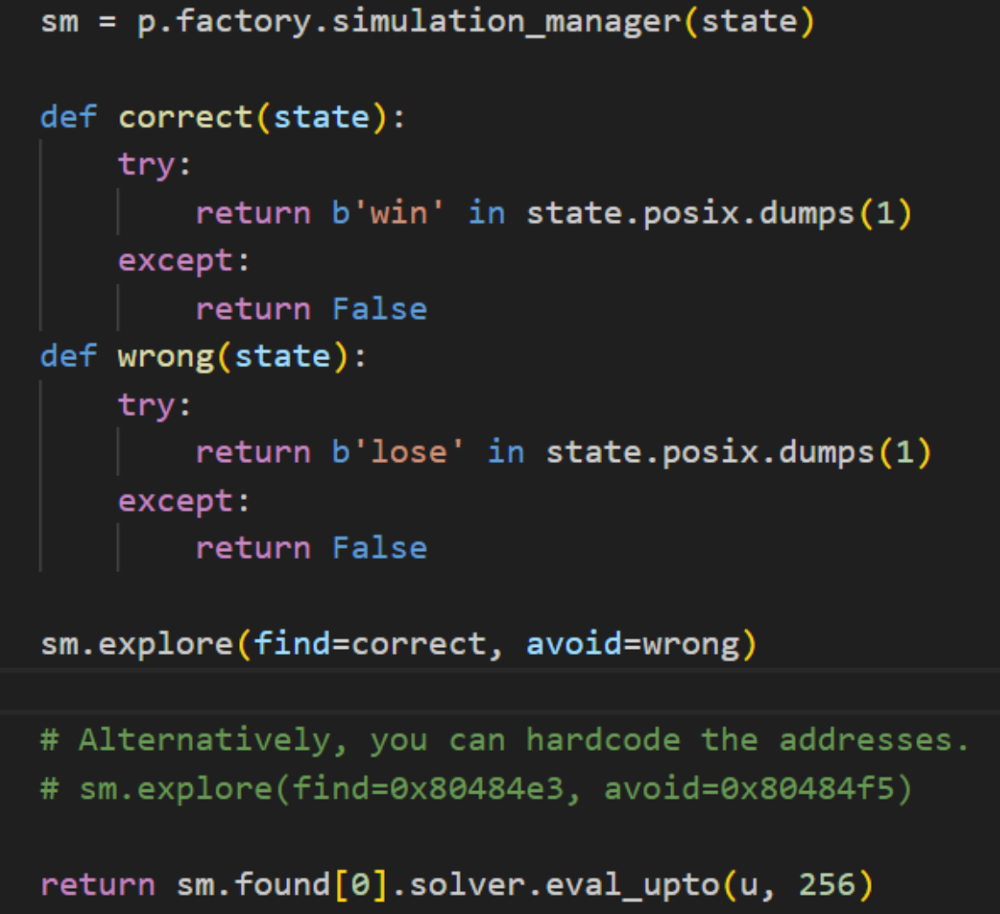 sm = p.factory.simulation_manager(state)
def correct(state):
try:
return b'win' in state.posix.dumps(1)
except:
return False
def wrong(state):
try:
return b'lose' in state.posix.dumps(1)
except:
return False
sm.explore(find=correct, avoid=wrong)
# Alternatively, you can hardcode the addresses.
# sm.explore(find=0x80484e3, avoid=0x80484f5)
return sm.found[0].solver.eval_upto(u, 256)